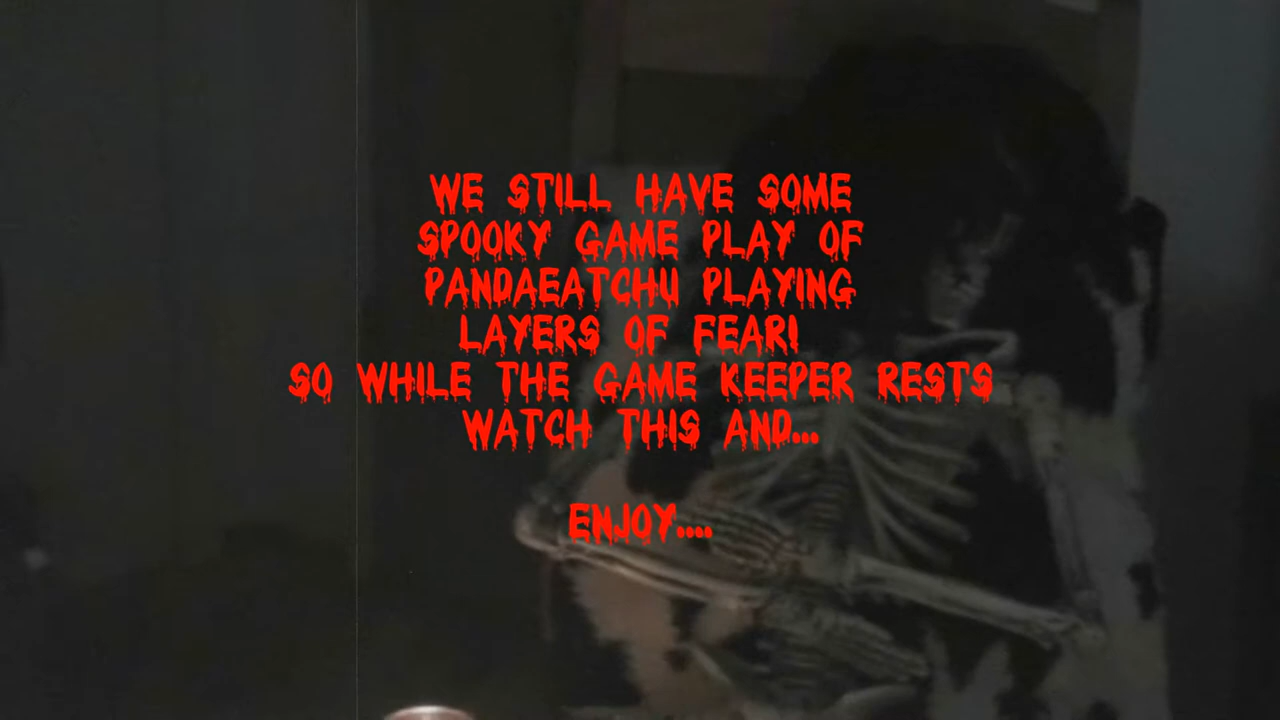 WE STILL HAVE SOME
SPOOKY GAME PLAY OF
PANDAEATCHU PLAYING
LAYERS OF FEAR!
SO WHILE THE GAME KEEPER RESTS
WATCH THIS AND...
ENJOY....